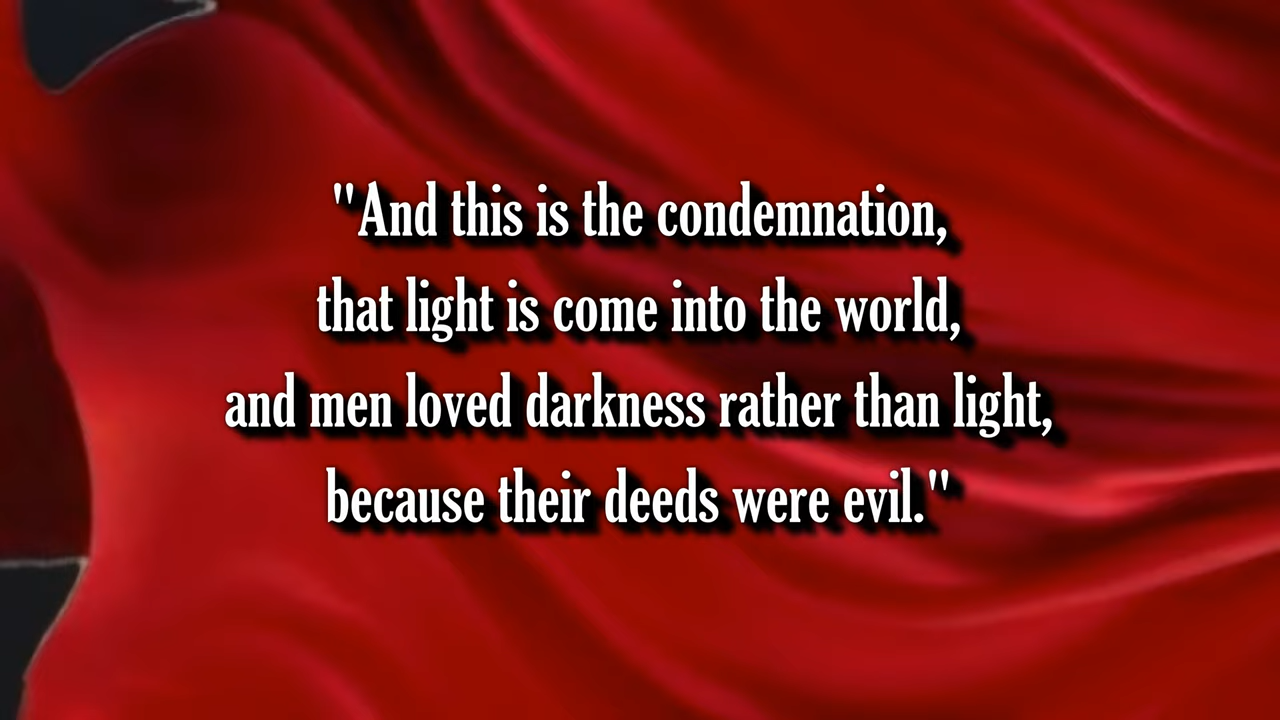 "And this is the condemnation,
that light is come into the world,
and men loved darkness rather than light,
because their deeds were evil."